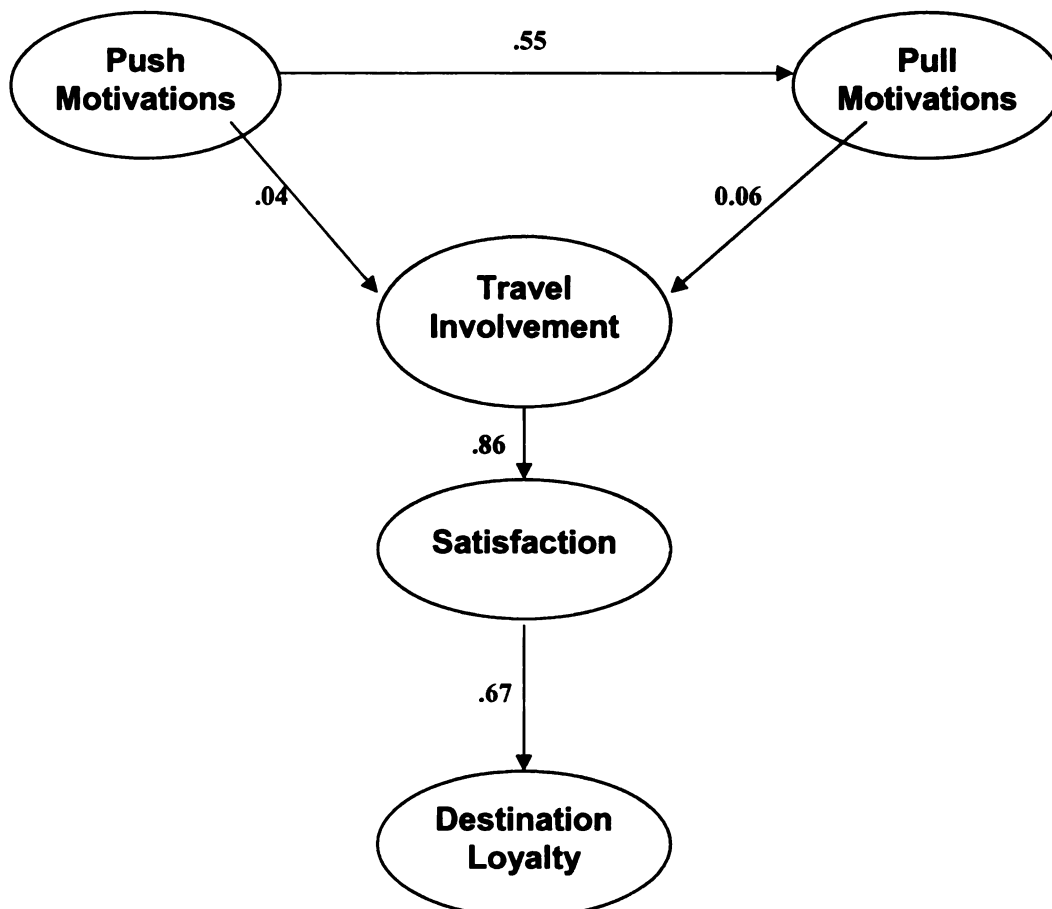 .55
Push
Motivations
Pull
Motivations
.04
0.06
Travel
Involvement
.86
Satisfaction
.67
Destination
Loyalty